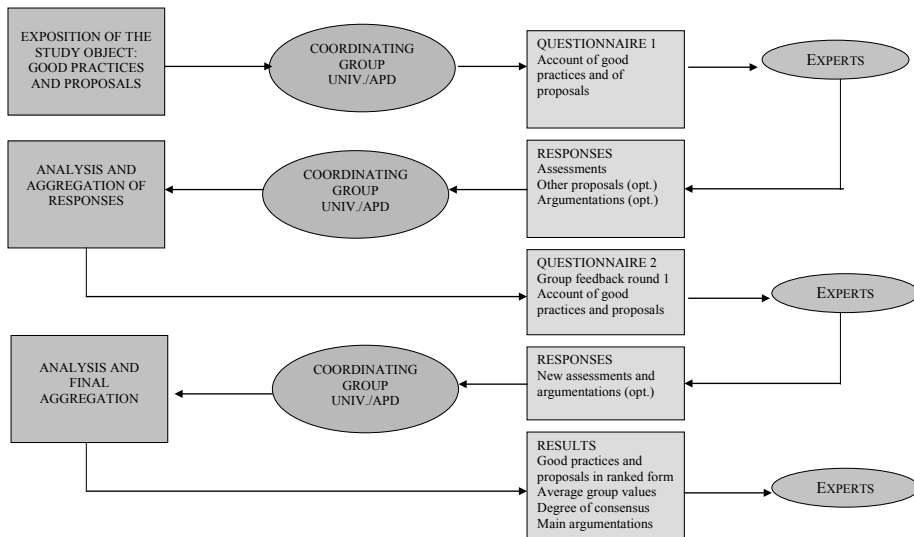 EXPOSITION OF THE
STUDY OBJECT:
GOOD PRACTICES
AND PROPOSALS
COORDINATING
GROUP
UNIV./APD
QUESTIONNAIRE 1
Account of good
practices and of
proposals
EXPERTS
ANALYSIS AND
AGGREGATION OF
RESPONSES
COORDINATING
GROUP
UNIV./APD
RESPONSES
Assessments
Other proposals (opt.)
Argumentations (opt.)
QUESTIONNAIRE 2
Group feedback round 1
Account of good
practices and proposals
EXPERTS
ANALYSIS AND
FINAL
AGGREGATION
COORDINATING
GROUP
UNIV./APD
RESPONSES
New assessments and
argumentations (opt.)
RESULTS
Good practices and
proposals in ranked form
Average group values
Degree of consensus
Main argumentations
EXPERTS